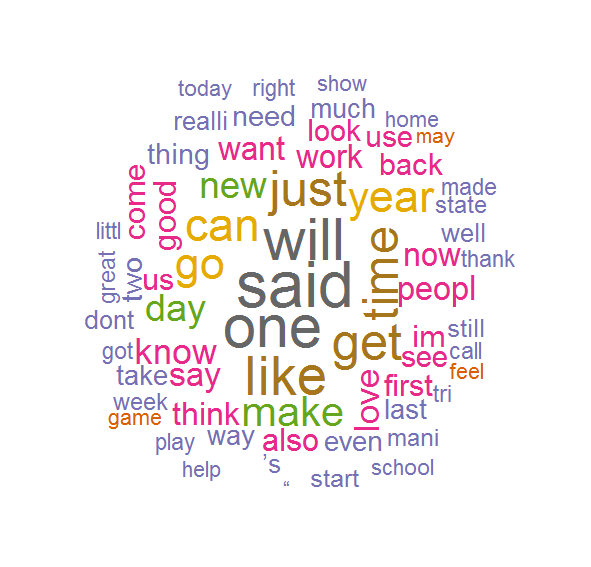 today right show
realli need much home
thing want look use may
work back
come good new just year made
state
littl can will well
great two us go time now thank
said peopl
day
dont one get im still
got know like see call
take say love first feel
week tri
game think make last
play way also even mani
help 's “ start school